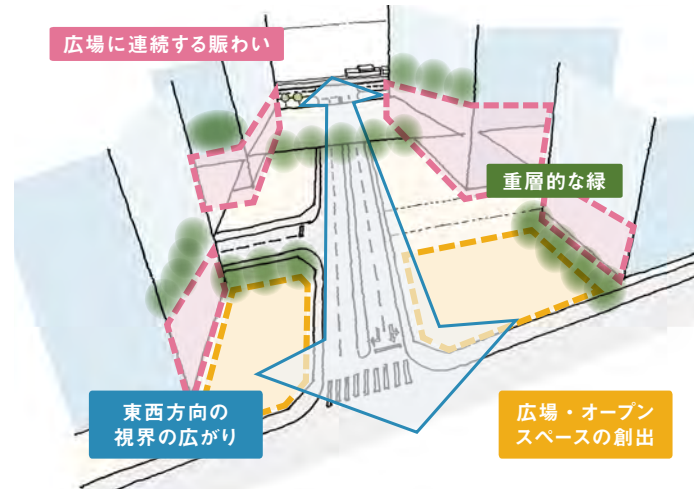 広場に連続する賑わい
重層的な緑
東西方向の
視界の広がり
広場・オープン
スペースの創出